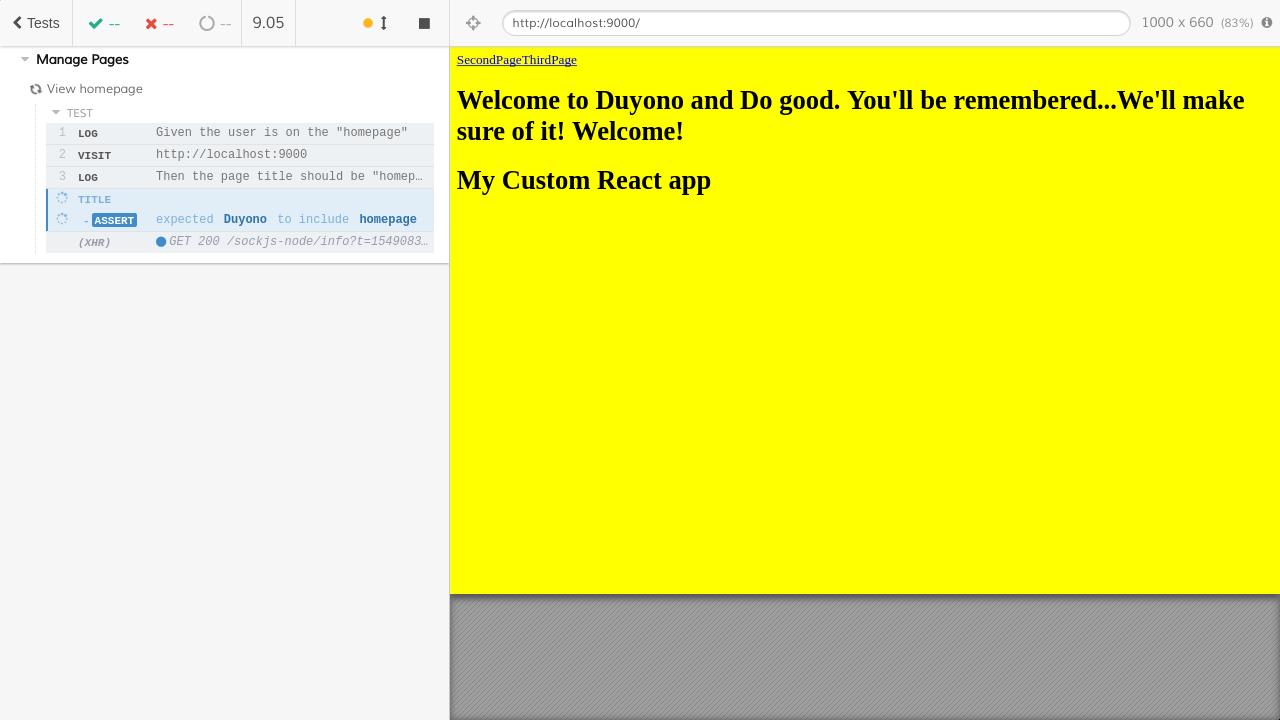 Tests -- -- -- 9.05
http://localhost:9000/ 1000 x 660 (83%)
Manage Pages
View homepage
TEST
1 LOG Given the user is on the "homepage"
2 VISIT http://localhost:9000
3 LOG Then the page title should be "homep…
TITLE
- ASSERT expected Duyono to include homepage
(XHR) GET 200 /sockjs-node/info?t=1549083…
SecondPageThirdPage
Welcome to Duyono and Do good. You'll be remembered...We'll make
sure of it! Welcome!
My Custom React app